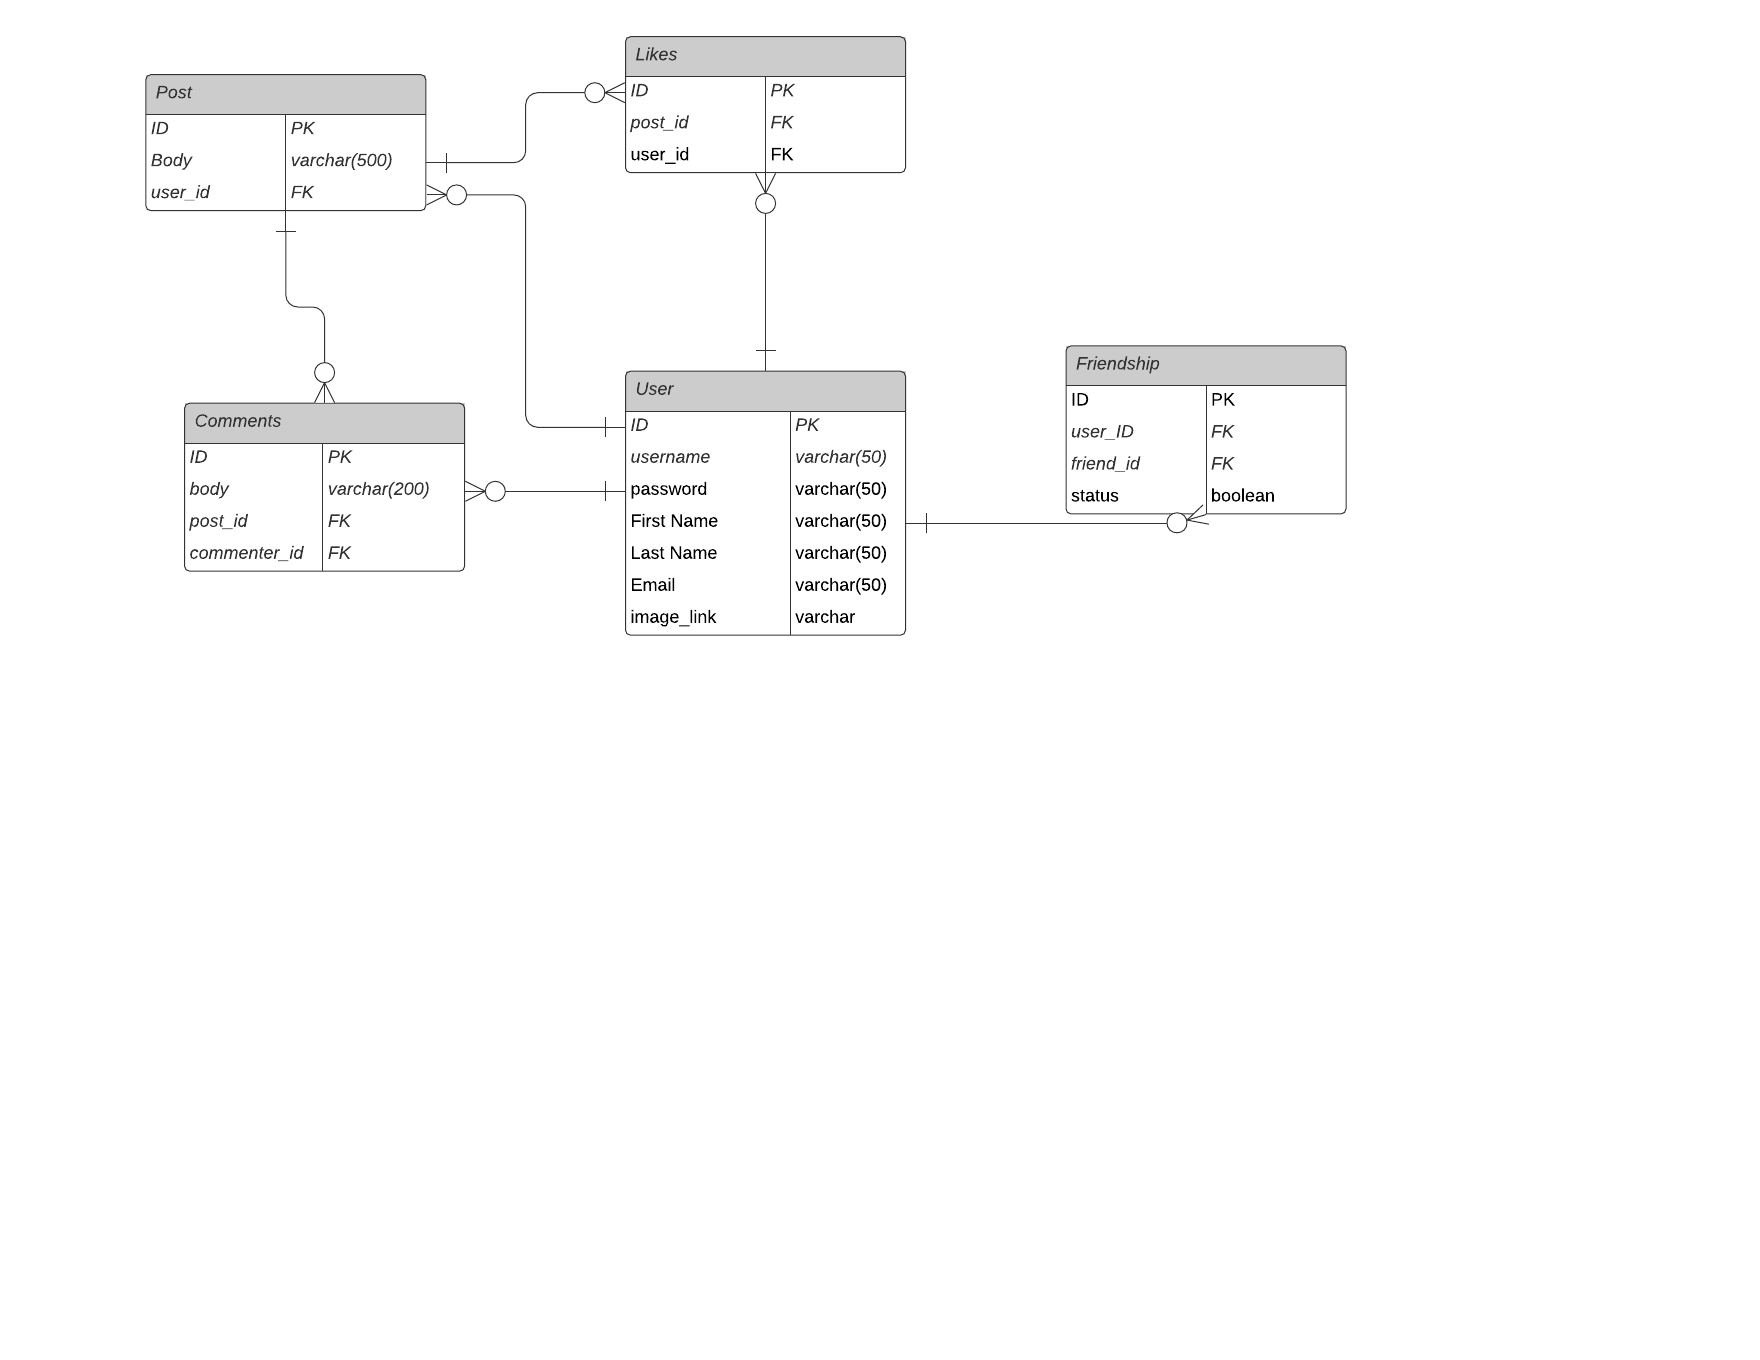 Likes
ID PK
post_id FK
user_id FK
Post
ID PK
Body varchar(500)
user_id FK
Friendship
ID PK
user_ID FK
friend_id FK
status boolean
User
ID PK
username varchar(50)
password varchar(50)
First Name varchar(50)
Last Name varchar(50)
Email varchar(50)
image_link varchar
Comments
ID PK
body varchar(200)
post_id FK
commenter_id FK